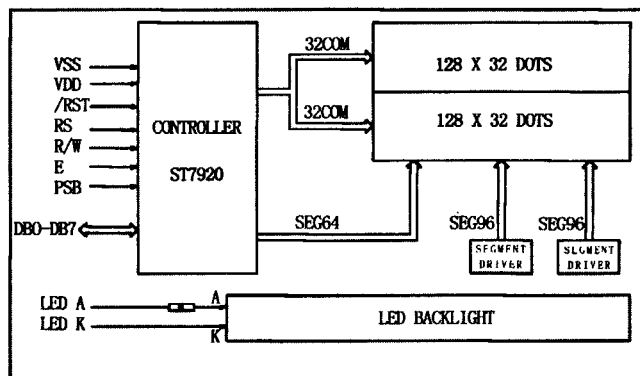 VSS
VDD
/RST
RS
R/W
E
PSB
DB0-DB7
CONTROLLER
ST7920
32COM
32COM
128 X 32 DOTS
128 X 32 DOTS
SEG64
SEG96
SEG96
SEGMENT
DRIVER
SEGMENT
DRIVER
LED A
A
LED K
K
LED BACKLIGHT